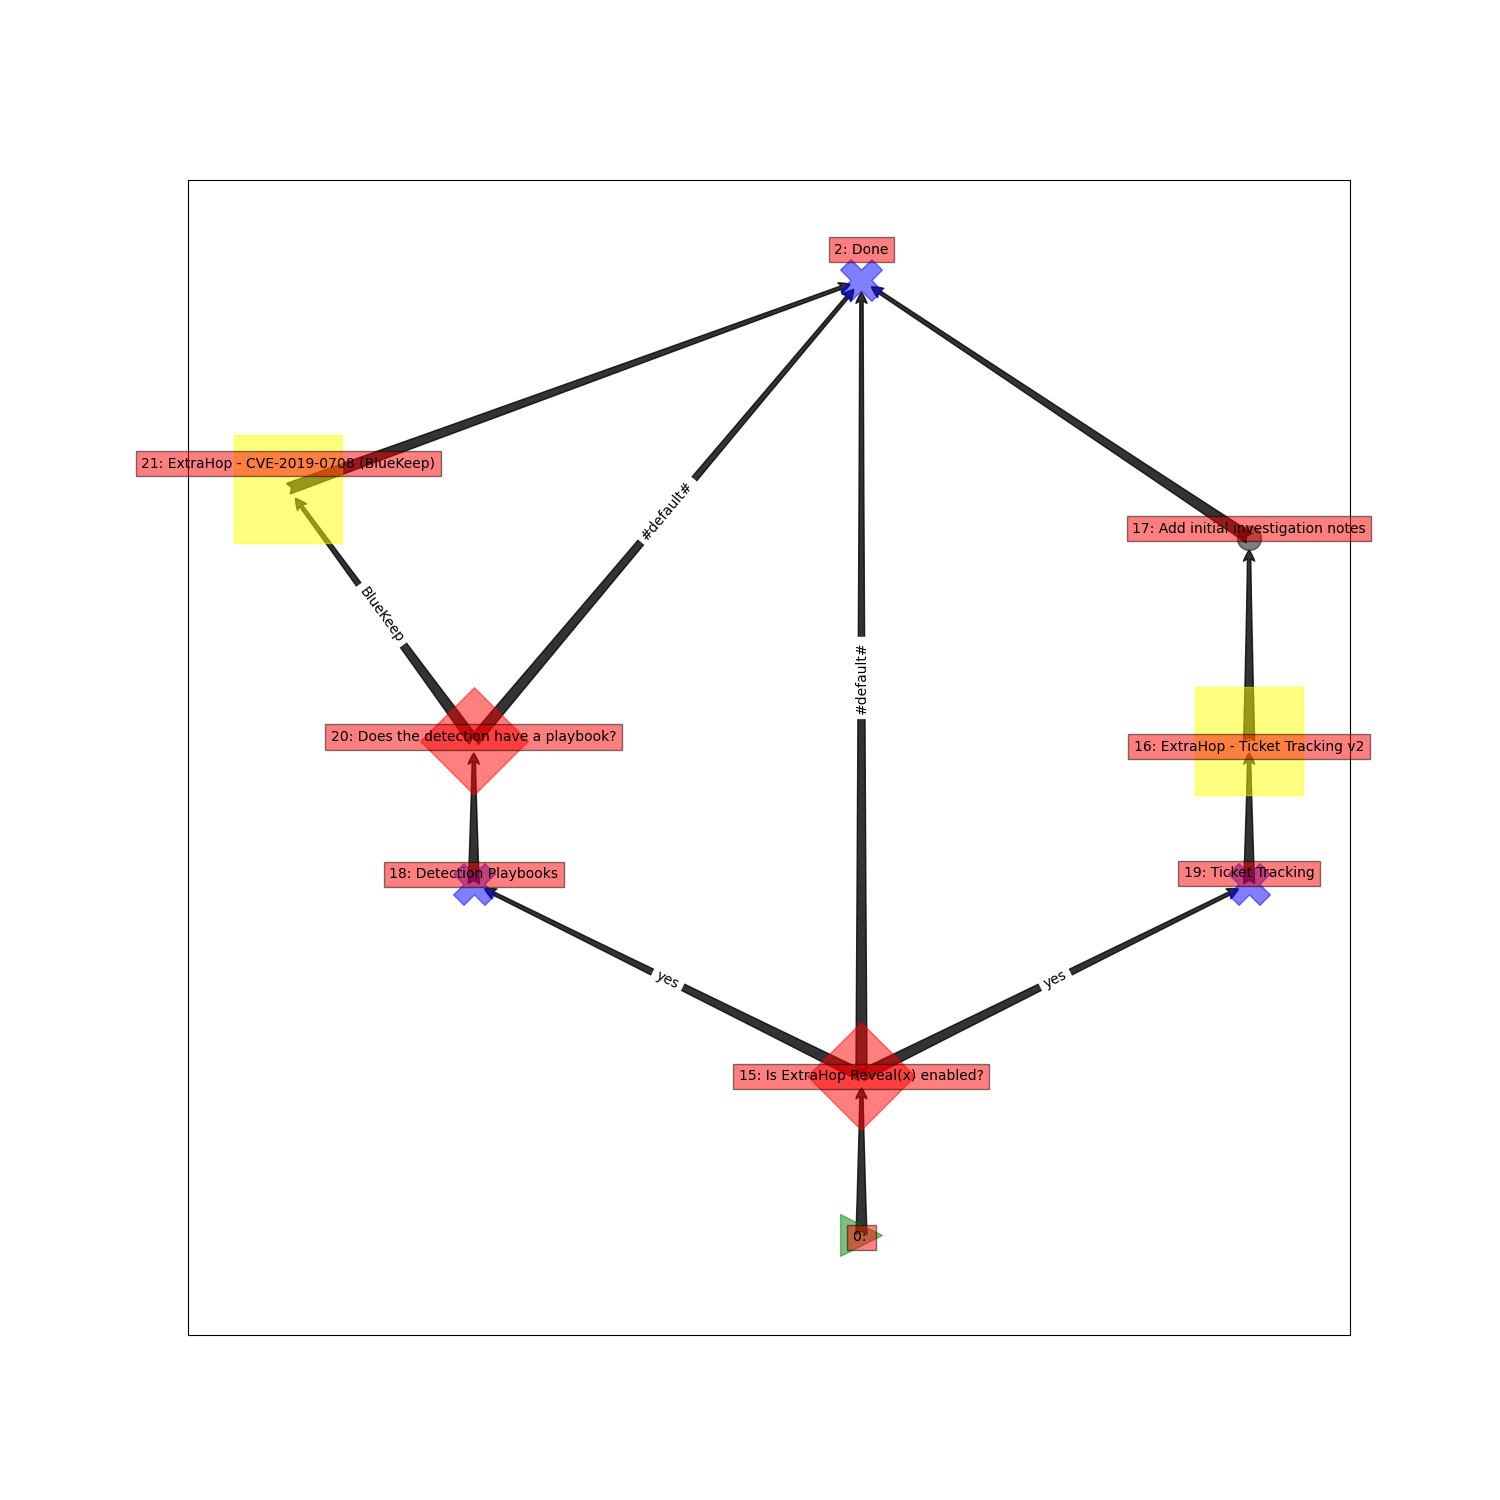 2: Done
21: ExtraHop - CVE-2019-0708 (BlueKeep)
#default#
17: Add initial investigation notes
BlueKeep
#default#
20: Does the detection have a playbook?
16: ExtraHop - Ticket Tracking v2
18: Detection Playbooks
19: Ticket Tracking
yes
yes
15: Is ExtraHop Reveal(x) enabled?
0: